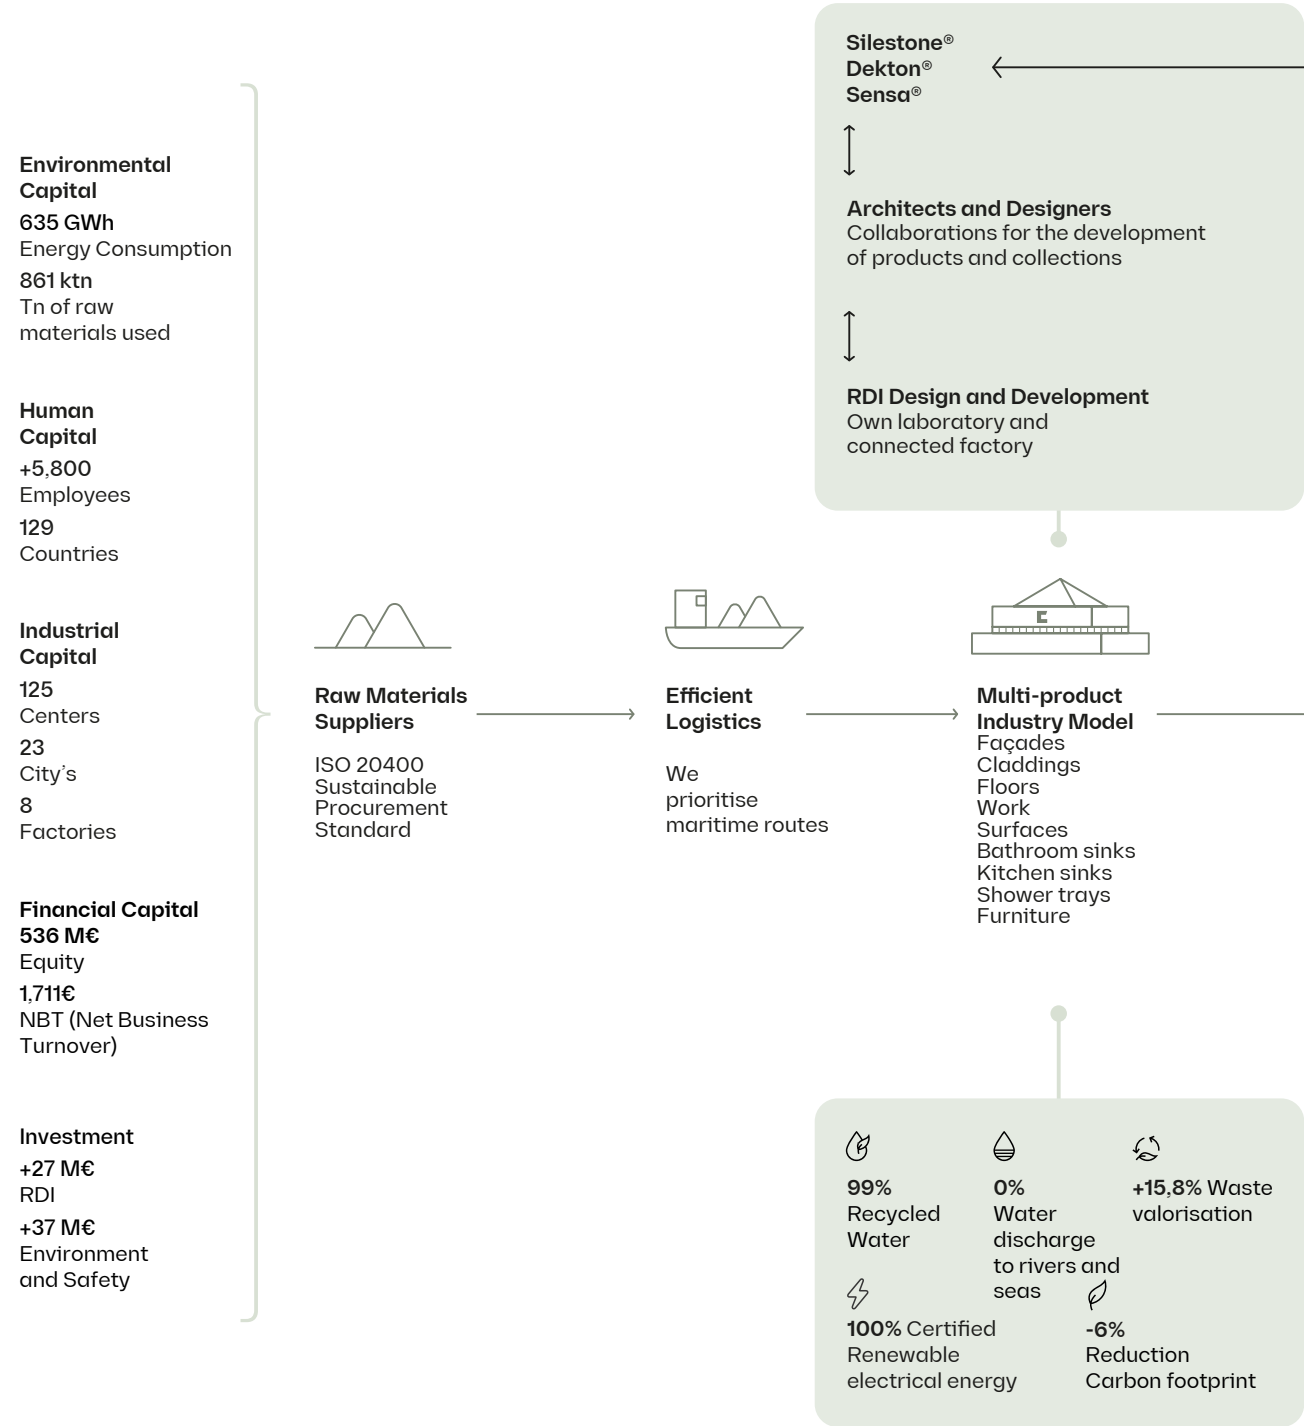 Environmental
Capital
635 GWh
Energy Consumption
861 ktn
Tn of raw
materials used
Human
Capital
+5,800
Employees
129
Countries
Industrial
Capital
125
Centers
23
City’s
8
Factories
Financial Capital
536 M€
Equity
1,711€
NBT (Net Business
Turnover)
Investment
+27 M€
RDI
+37 M€
Environment
and Safety
Raw Materials
Suppliers
ISO 20400
Sustainable
Procurement
Standard
Efficient
Logistics
We
prioritise
maritime routes
Silestone®
Dekton®
Sensa®
Architects and Designers
Collaborations for the development
of products and collections
RDI Design and Development
Own laboratory and
connected factory
Multi-product
Industry Model
Façades
Claddings
Floors
Work
Surfaces
Bathroom sinks
Kitchen sinks
Shower trays
Furniture
99%
Recycled
Water
0%
Water
discharge
to rivers and
seas
+15,8% Waste
valorisation
100% Certified
Renewable
electrical energy
-6%
Reduction
Carbon footprint